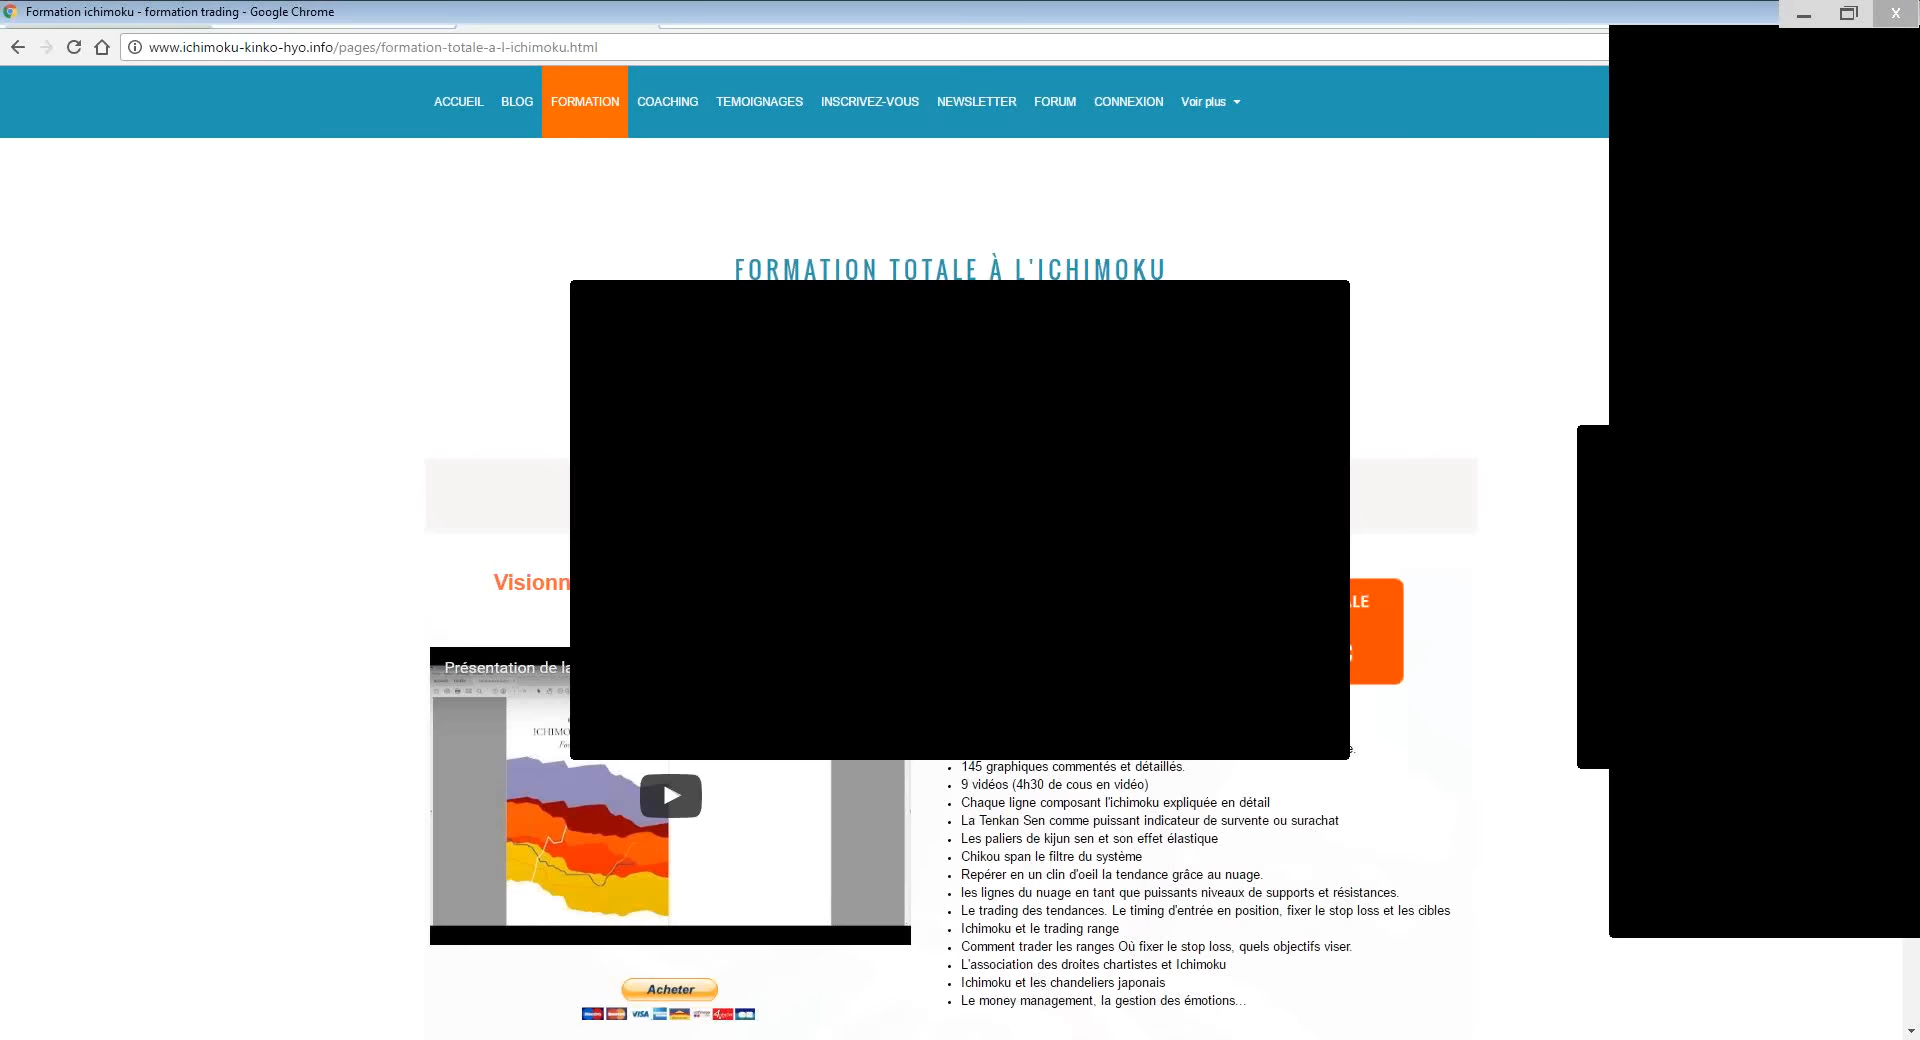 Formation ichimoku - formation trading - Google Chrome
www.ichimoku-kinko-hyo.info/pages/formation-totale-a-l-ichimoku.html
ACCUEIL BLOG FORMATION COACHING TEMOIGNAGES INSCRIVEZ-VOUS NEWSLETTER FORUM CONNEXION Voir plus
FORMATION TOTALE À L'ICHIMOKU
Présentation de
145 graphiques commentés et détaillés.
9 vidéos (4h30 de cous en vidéo)
Chaque ligne composant l'ichimoku expliquée en détail
La Tenkan Sen comme puissant indicateur de survente ou surachat
Les paliers de kijun sen et son effet élastique
Chikou span le filtre du système
Repérer en un clin d'oeil la tendance grâce au nuage.
les lignes du nuage en tant que puissants niveaux de supports et résistances.
Le trading des tendances. Le timing d'entrée en position, fixer le stop loss et les cibles
Ichimoku et le trading range
Comment trader les ranges Où fixer le stop loss, quels objectifs viser.
L'association des droites chartistes et Ichimoku
Ichimoku et les chandeliers japonais
Le money management, la gestion des émotions...
Acheter
VISA